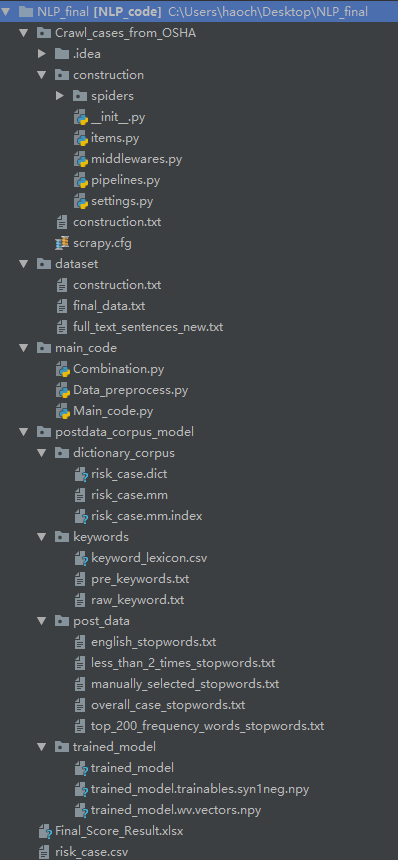 NLP_final [NLP_code] C:\Users\haoch\Desktop\NLP_final
Crawl_cases_from_OSHA
.idea
construction
spiders
__init__.py
items.py
middlewares.py
pipelines.py
settings.py
construction.txt
scrapy.cfg
dataset
construction.txt
final_data.txt
full_text_sentences_new.txt
main_code
Combination.py
Data_preprocess.py
Main_code.py
postdata_corpus_model
dictionary_corpus
risk_case.dict
risk_case.mm
risk_case.mm.index
keywords
keyword_lexicon.csv
pre_keywords.txt
raw_keyword.txt
post_data
english_stopwords.txt
less_than_2_times_stopwords.txt
manually_selected_stopwords.txt
overall_case_stopwords.txt
top_200_frequency_words_stopwords.txt
trained_model
trained_model
trained_model.trainables.syn1neg.npy
trained_model.wv.vectors.npy
Final_Score_Result.xlsx
risk_case.csv